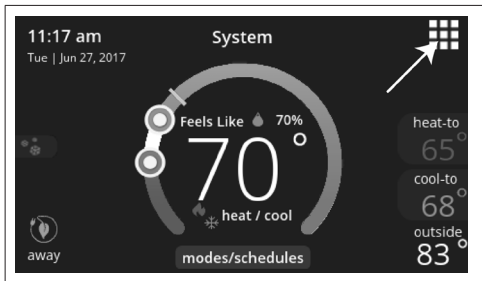 11:17 am
System
Tue | Jun 27, 2017
Feels Like 70%
70°
heat / cool
heat-to
65°
cool-to
68°
outside
83°
away
modes/schedules